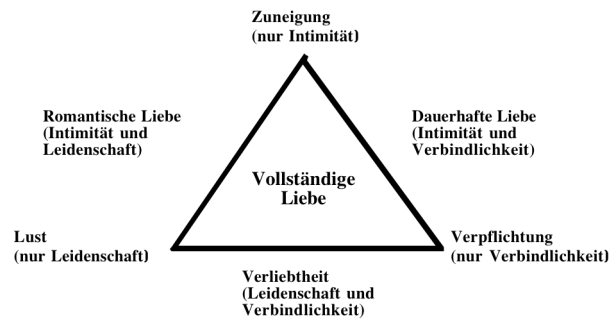 Zuneigung
(nur Intimität)
Romantische Liebe
(Intimität und
Leidenschaft)
Dauerhafte Liebe
(Intimität und
Verbindlichkeit)
Vollständige
Liebe
Lust
(nur Leidenschaft)
Verpflichtung
(nur Verbindlichkeit)
Verliebtheit
(Leidenschaft und
Verbindlichkeit)